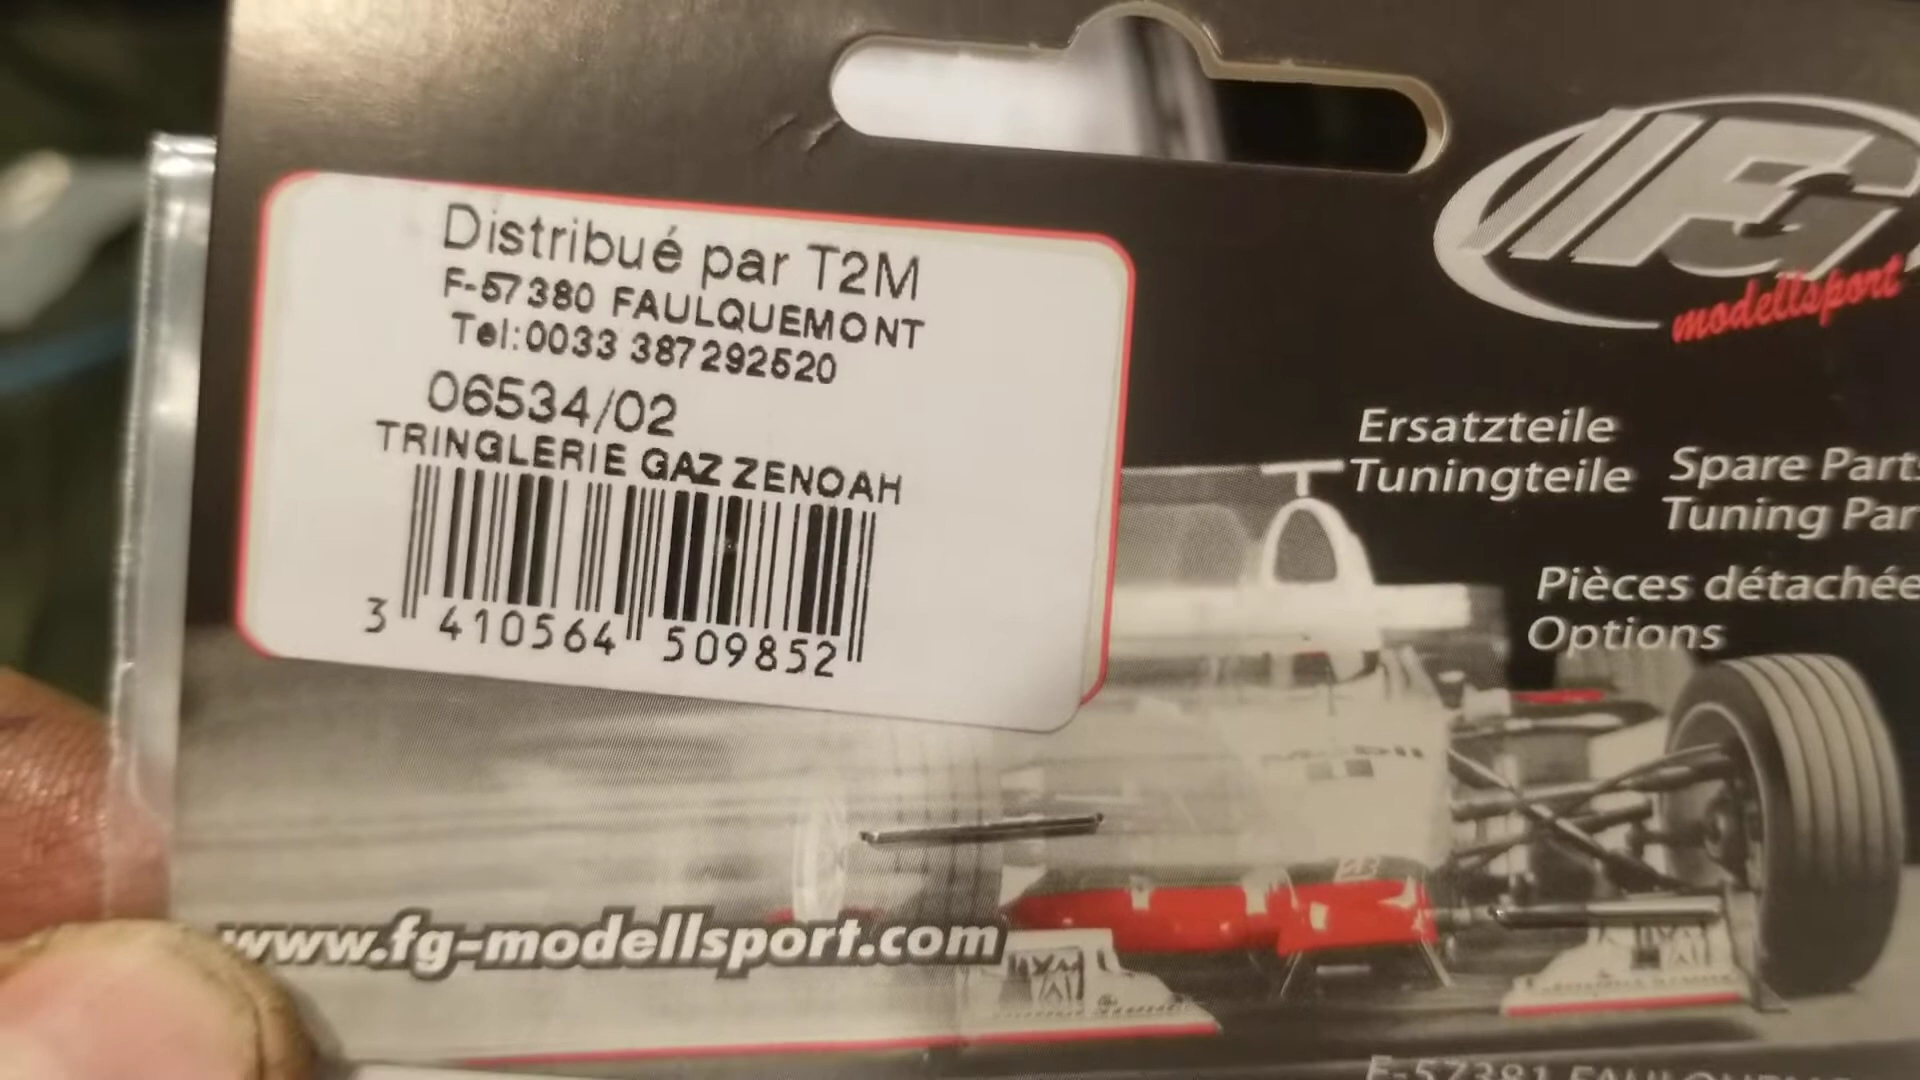 Distribué par T2M
F-57380 FAULQUEMONT
Tel:0033 387292520
06534/02
TRINGLERIE GAZ ZENOAH
3 410564 509852
FG
modellsport
Ersatzteile
Tuningteile
Spare Parts
Tuning Par
Pièces détachée
Options
www.fg-modellsport.com
F-57381